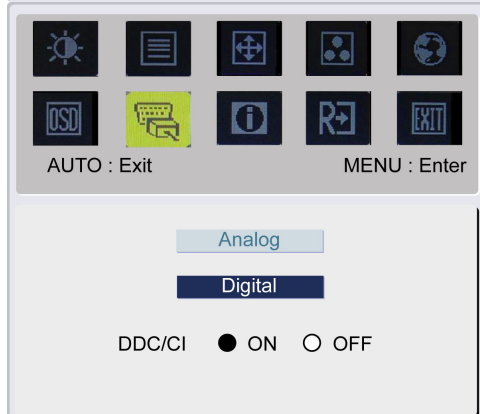 OSD i R EXIT
AUTO : Exit MENU : Enter
Analog
Digital
DDC/CI ON OFF